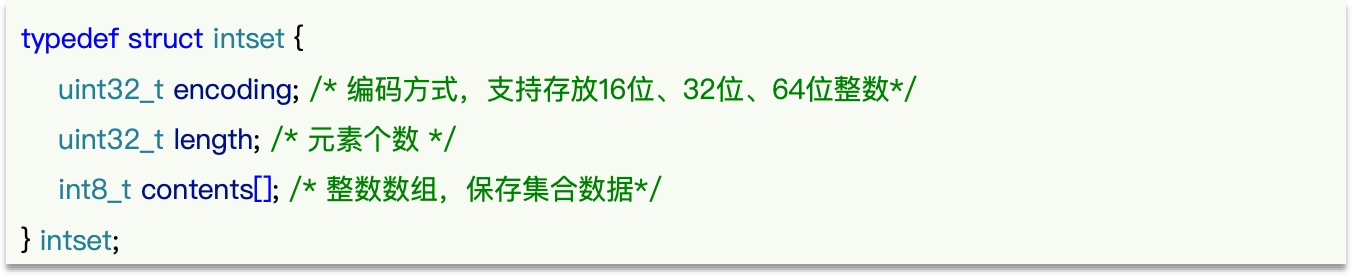 typedef struct intset {
    uint32_t encoding; /* 编码方式，支持存放16位、32位、64位整数*/
    uint32_t length; /* 元素个数 */
    int8_t contents[]; /* 整数数组，保存集合数据*/
} intset;